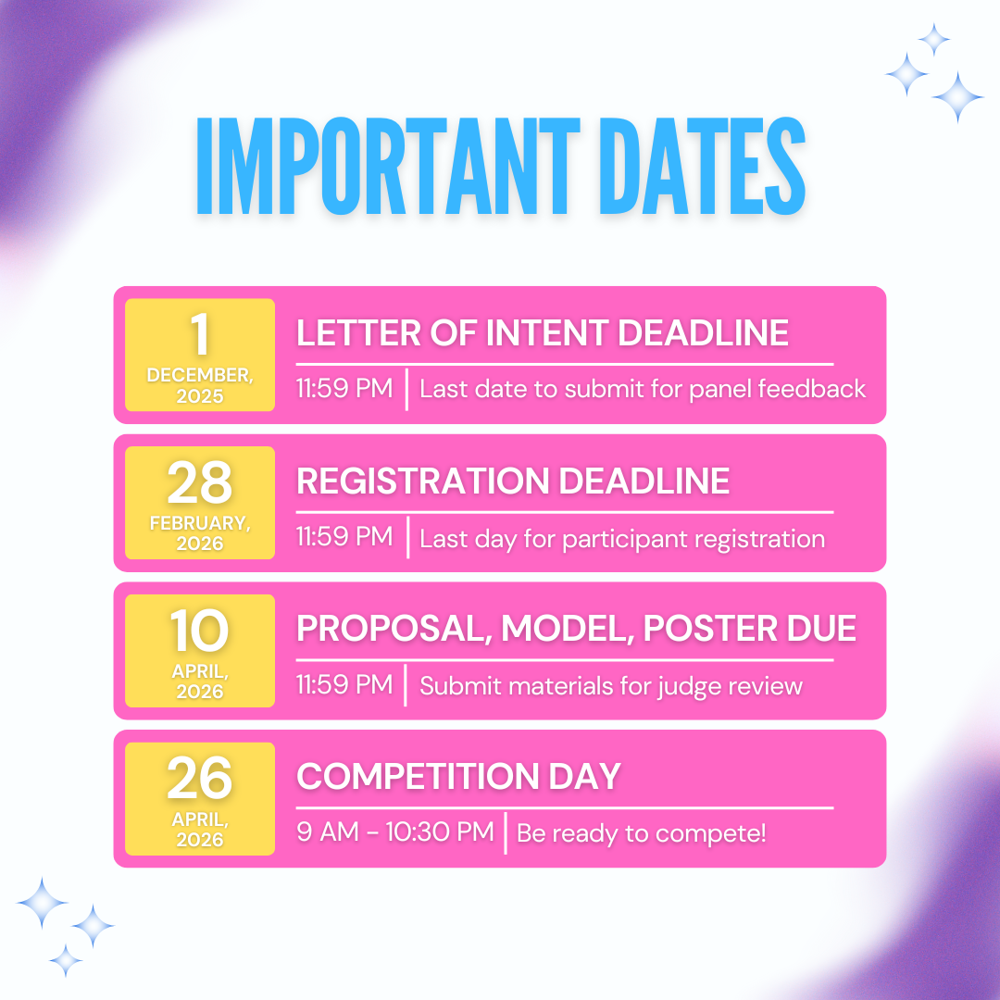 IMPORTANT DATES
1
DECEMBER,
2025
LETTER OF INTENT DEADLINE
11:59 PM | Last date to submit for panel feedback
28
FEBRUARY,
2026
REGISTRATION DEADLINE
11:59 PM | Last day for participant registration
10
APRIL,
2026
PROPOSAL, MODEL, POSTER DUE
11:59 PM | Submit materials for judge review
26
APRIL,
2026
COMPETITION DAY
9 AM - 10:30 PM | Be ready to compete!